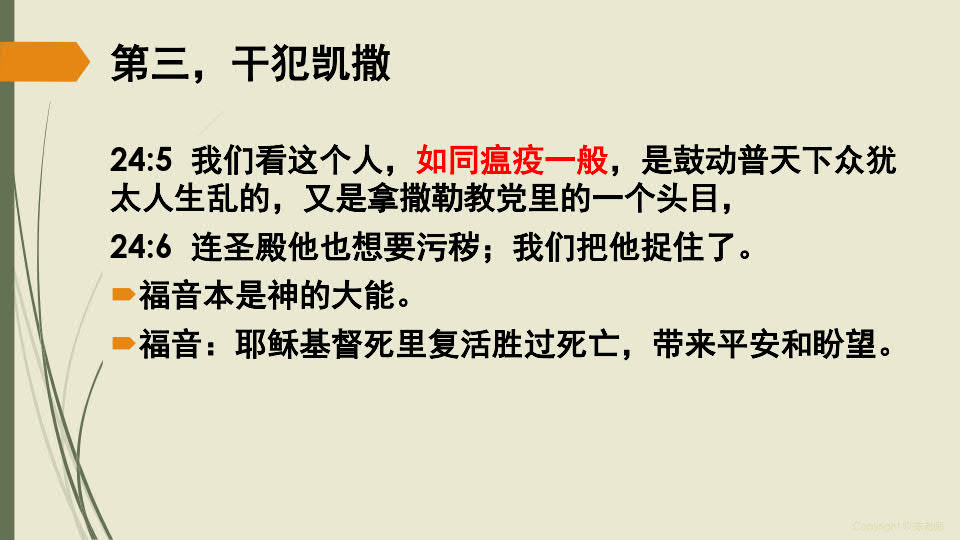 第三，干犯凯撒
24:5 我们看这个人，如同瘟疫一般，是鼓动普天下众犹
太人生乱的，又是拿撒勒教党里的一个头目，
24:6 连圣殿他也想要污秽；我们把他捉住了。
福音本是神的大能。
福音：耶稣基督死里复活胜过死亡，带来平安和盼望。
Copyright